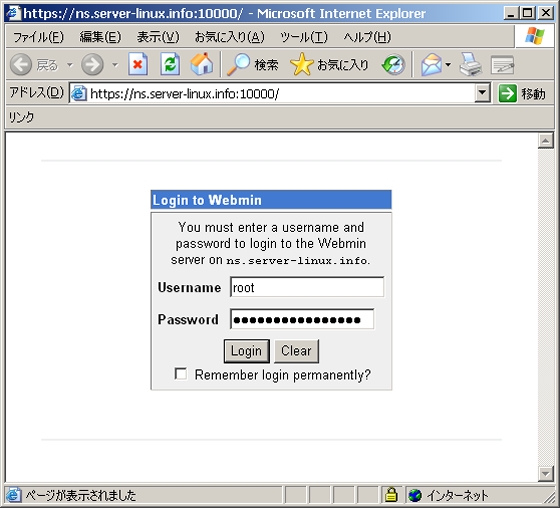 https://ns.server-linux.info:10000/ - Microsoft Internet Explorer
ファイル(F) 編集(E) 表示(V) お気に入り(A) ツール(T) ヘルプ(H)
戻る 検索 お気に入り
アドレス(D) https://ns.server-linux.info:10000/ 移動
リンク
Login to Webmin
You must enter a username and
password to login to the Webmin
server on ns.server-linux.info.
Username root
Password ●●●●●●●●●●●●●●●●
Login Clear
Remember login permanently?
ページが表示されました インターネット